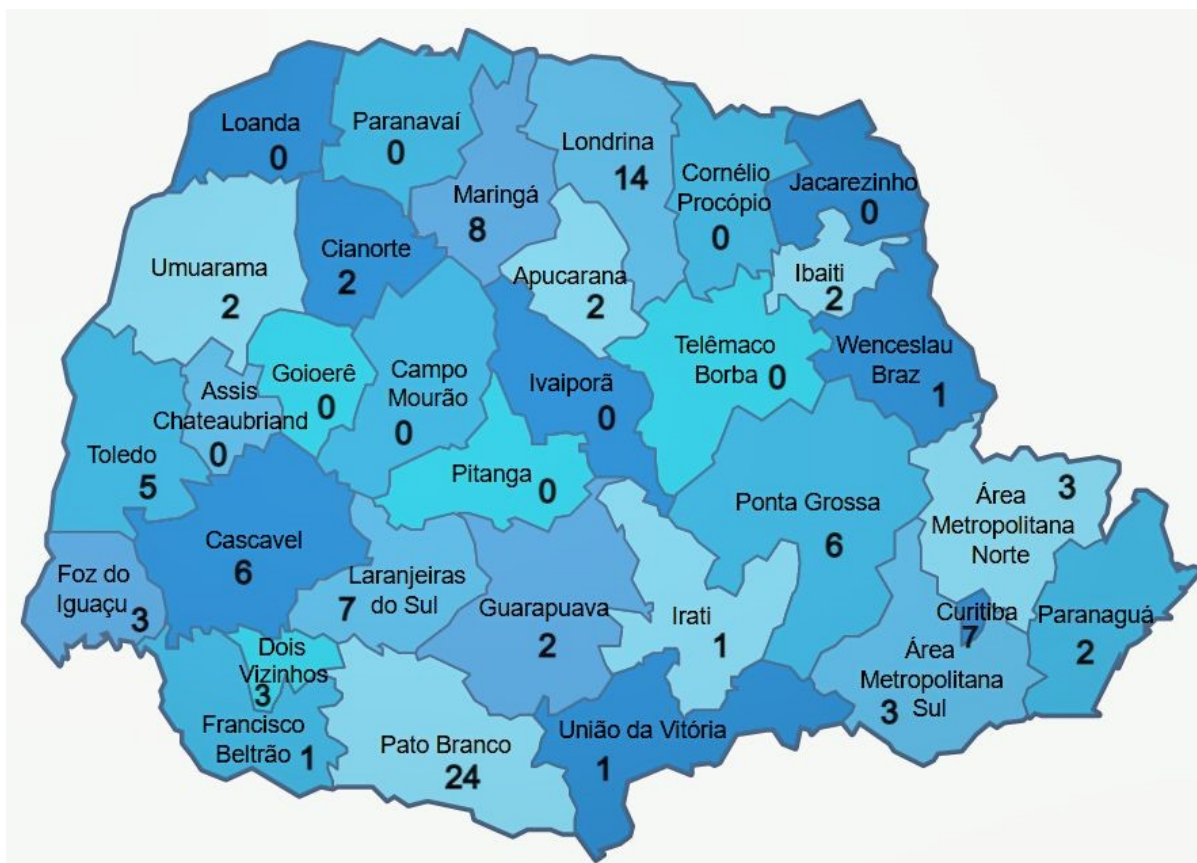 Loanda
0
Paranavaí
0
Maringá
8
Londrina
14
Cornélio
Procópio
0
Jacarezinho
0
Umuarama
2
Cianorte
2
Apucarana
2
Ibaiti
2
Wenceslau
Braz
1
Assis
Chateaubriand
0
Goioerê
0
Campo
Mourão
0
Ivaiporã
0
Telêmaco
Borba 0
Toledo
5
Pitanga
0
Ponta Grossa
6
Área 3
Metropolitana
Norte
Cascavel
6
Foz do
Iguaçu
3
Laranjeiras
do Sul
7
Guarapuava
2
Irati
1
Curitiba
7
Paranaguá
2
Dois
Vizinhos
3
Área
Metropolitana
Sul
3
Francisco
Beltrão 1
Pato Branco
24
União da Vitória
1